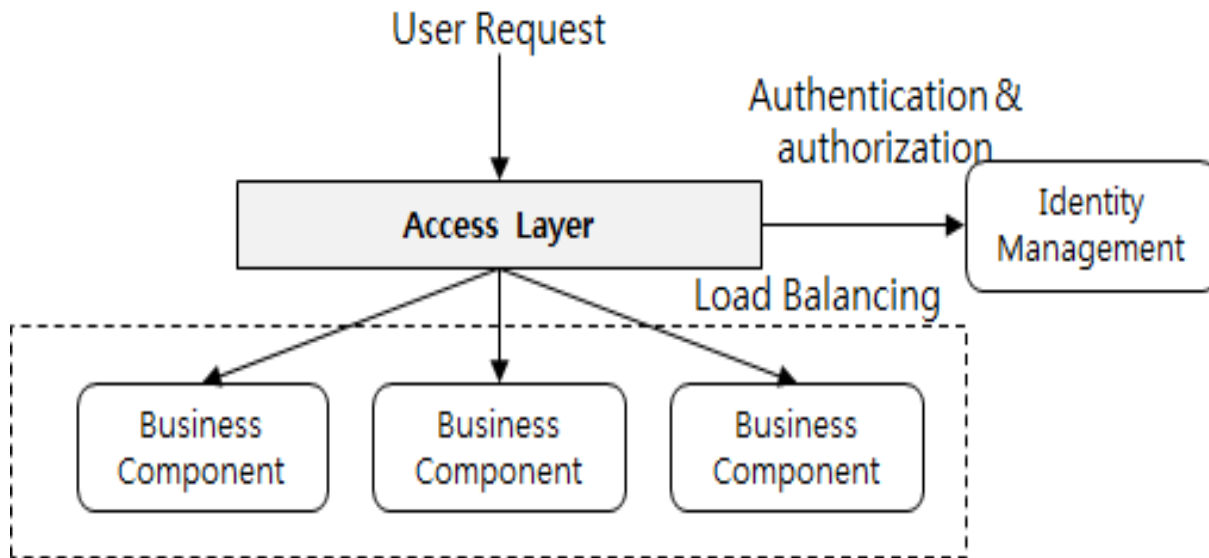 User Request
Authentication &
authorization
Access Layer
Identity
Management
Load Balancing
Business
Component
Business
Component
Business
Component